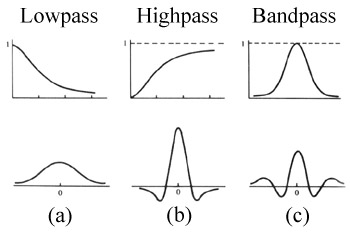 Lowpass Highpass Bandpass
1 1 1
0 0 0
(a) (b) (c)